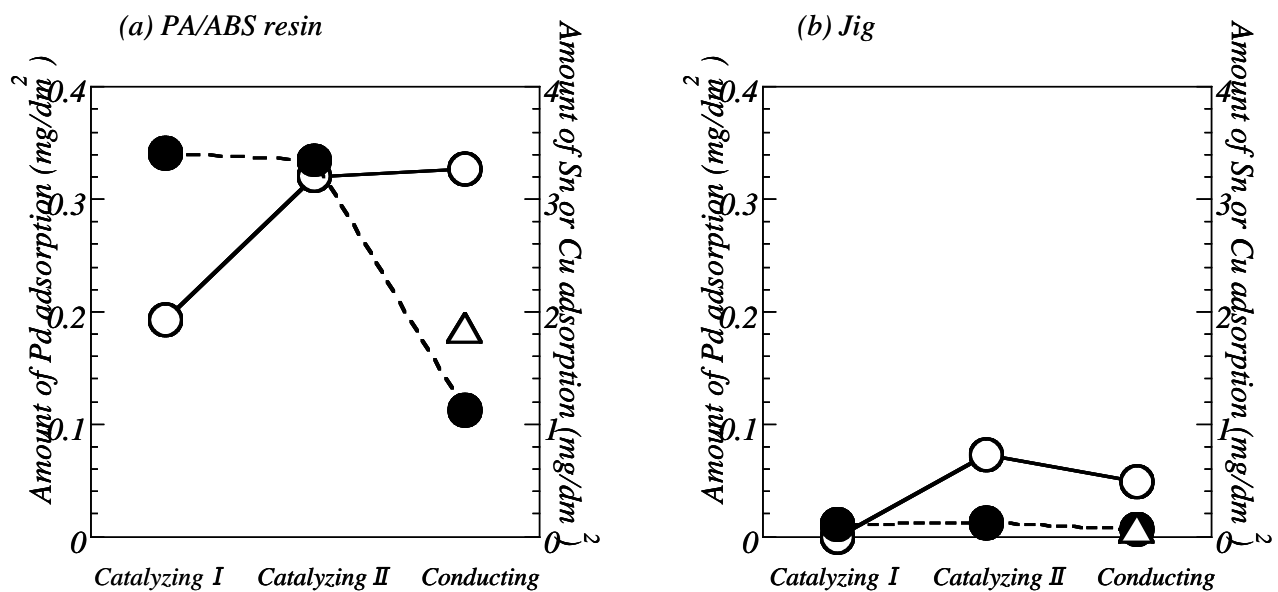 (a) PA/ABS resin
Amount of Pd adsorption (mg/dm2)
0.4
0.3
0.2
0.1
0
4
3
2
1
0
Amount of Sn or Cu adsorption (mg/dm2)
Catalyzing I
Catalyzing II
Conducting
(b) Jig
Amount of Pd adsorption (mg/dm2)
0.4
0.3
0.2
0.1
0
4
3
2
1
0
Amount of Sn or Cu adsorption (mg/dm2)
Catalyzing I
Catalyzing II
Conducting